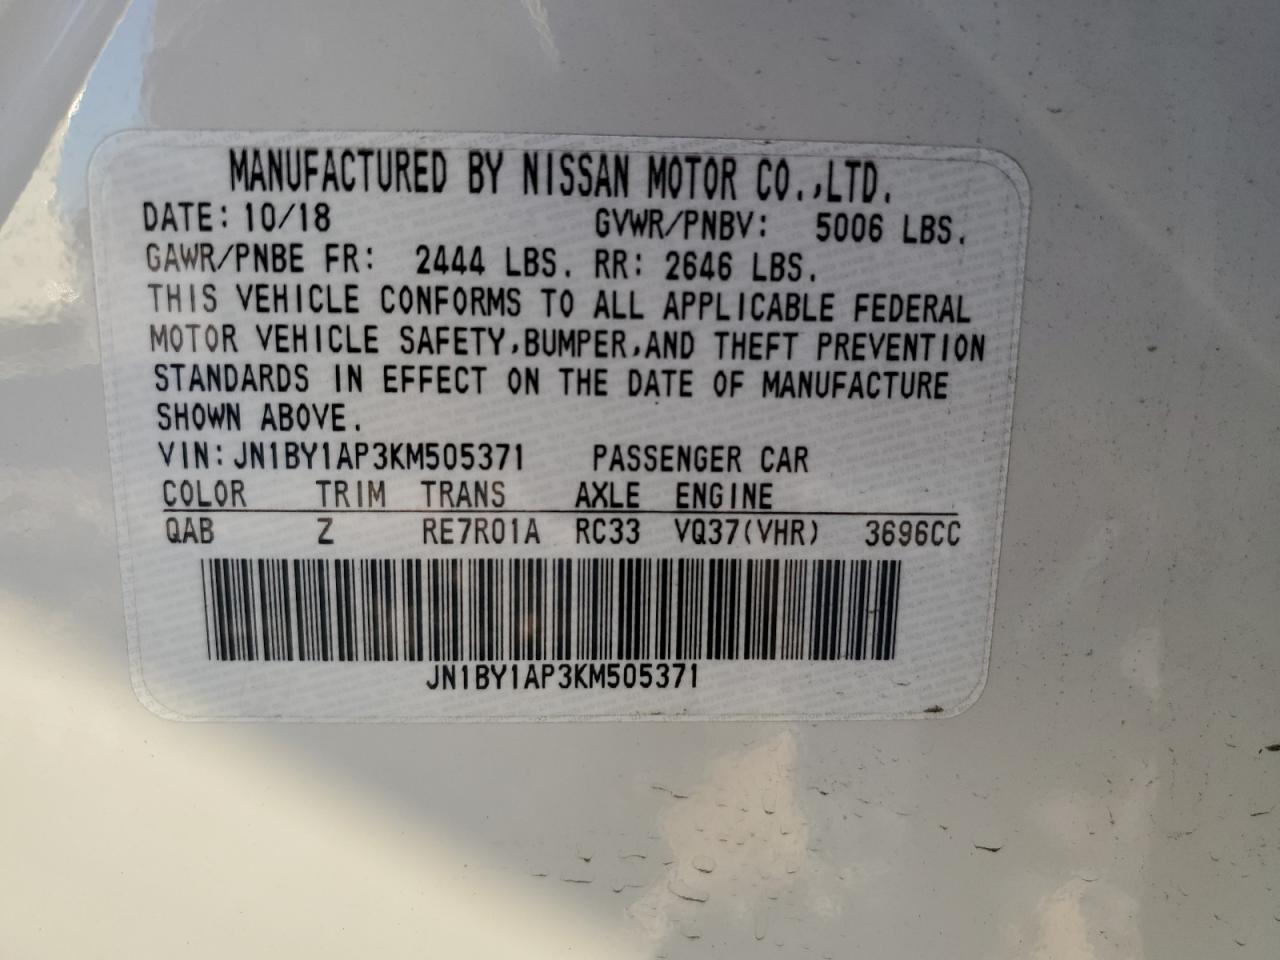 MANUFACTURED BY NISSAN MOTOR CO.,LTD.
DATE: 10/18 GVWR/PNBV: 5006 LBS.
GAWR/PNBE FR: 2444 LBS. RR: 2646 LBS.
THIS VEHICLE CONFORMS TO ALL APPLICABLE FEDERAL
MOTOR VEHICLE SAFETY,BUMPER,AND THEFT PREVENTION
STANDARDS IN EFFECT ON THE DATE OF MANUFACTURE
SHOWN ABOVE.
VIN:JN1BY1AP3KM505371 PASSENGER CAR
COLOR TRIM TRANS AXLE ENGINE
QAB Z RE7R01A RC33 VQ37(VHR) 3696CC
JN1BY1AP3KM505371